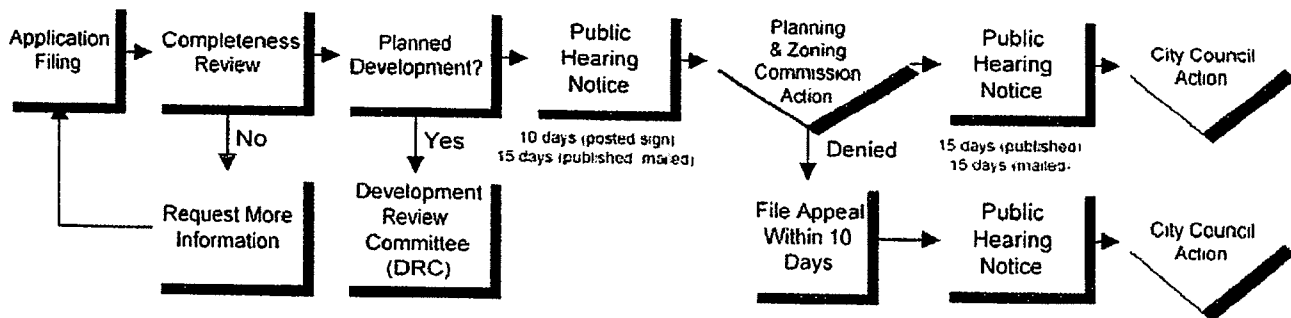 Application
Filing
Completeness
Review
Planned
Development?
Public
Hearing
Notice
Planning
& Zoning
Commission
Action
Public
Hearing
Notice
City Council
Action
No
Yes
10 days (posted sign)
15 days (published, mailed)
Denied
15 days (published)
15 days (mailed)
Request More
Information
Development
Review
Committee
(DRC)
File Appeal
Within 10
Days
Public
Hearing
Notice
City Council
Action